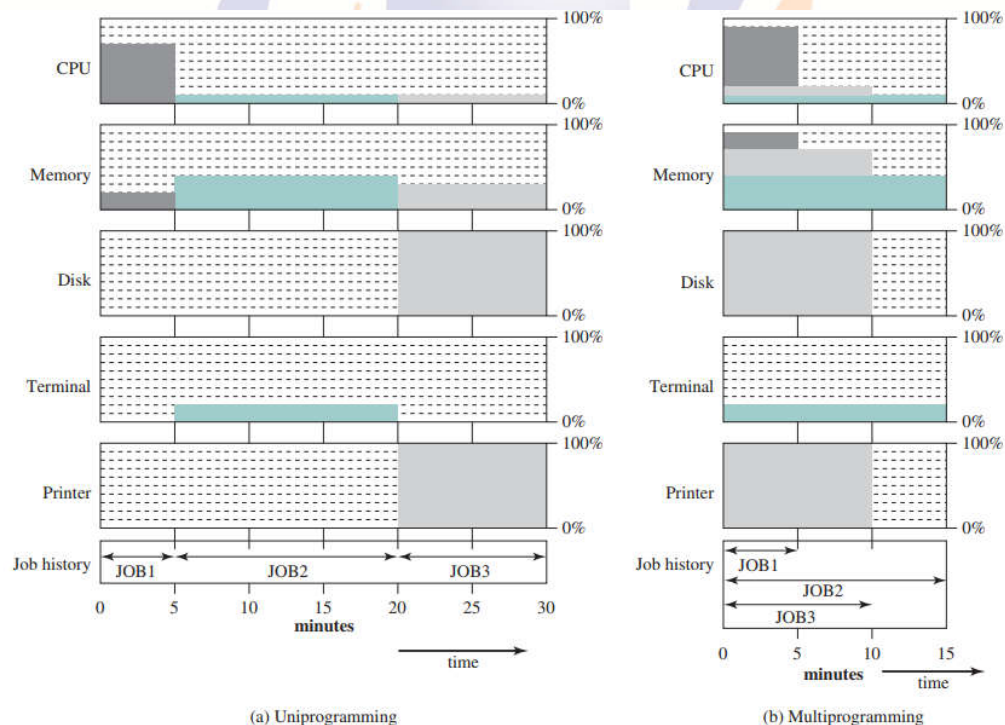 100%
CPU
0%
100%
Memory
0%
100%
Disk
0%
100%
Terminal
0%
100%
Printer
0%
Job history
JOB1 JOB2 JOB3
0 5 10 15 20 25 30
minutes
time
(a) Uniprogramming
100%
CPU
0%
100%
Memory
0%
100%
Disk
0%
100%
Terminal
0%
100%
Printer
0%
Job history
JOB1
JOB2
JOB3
0 5 10 15
minutes
time
(b) Multiprogramming